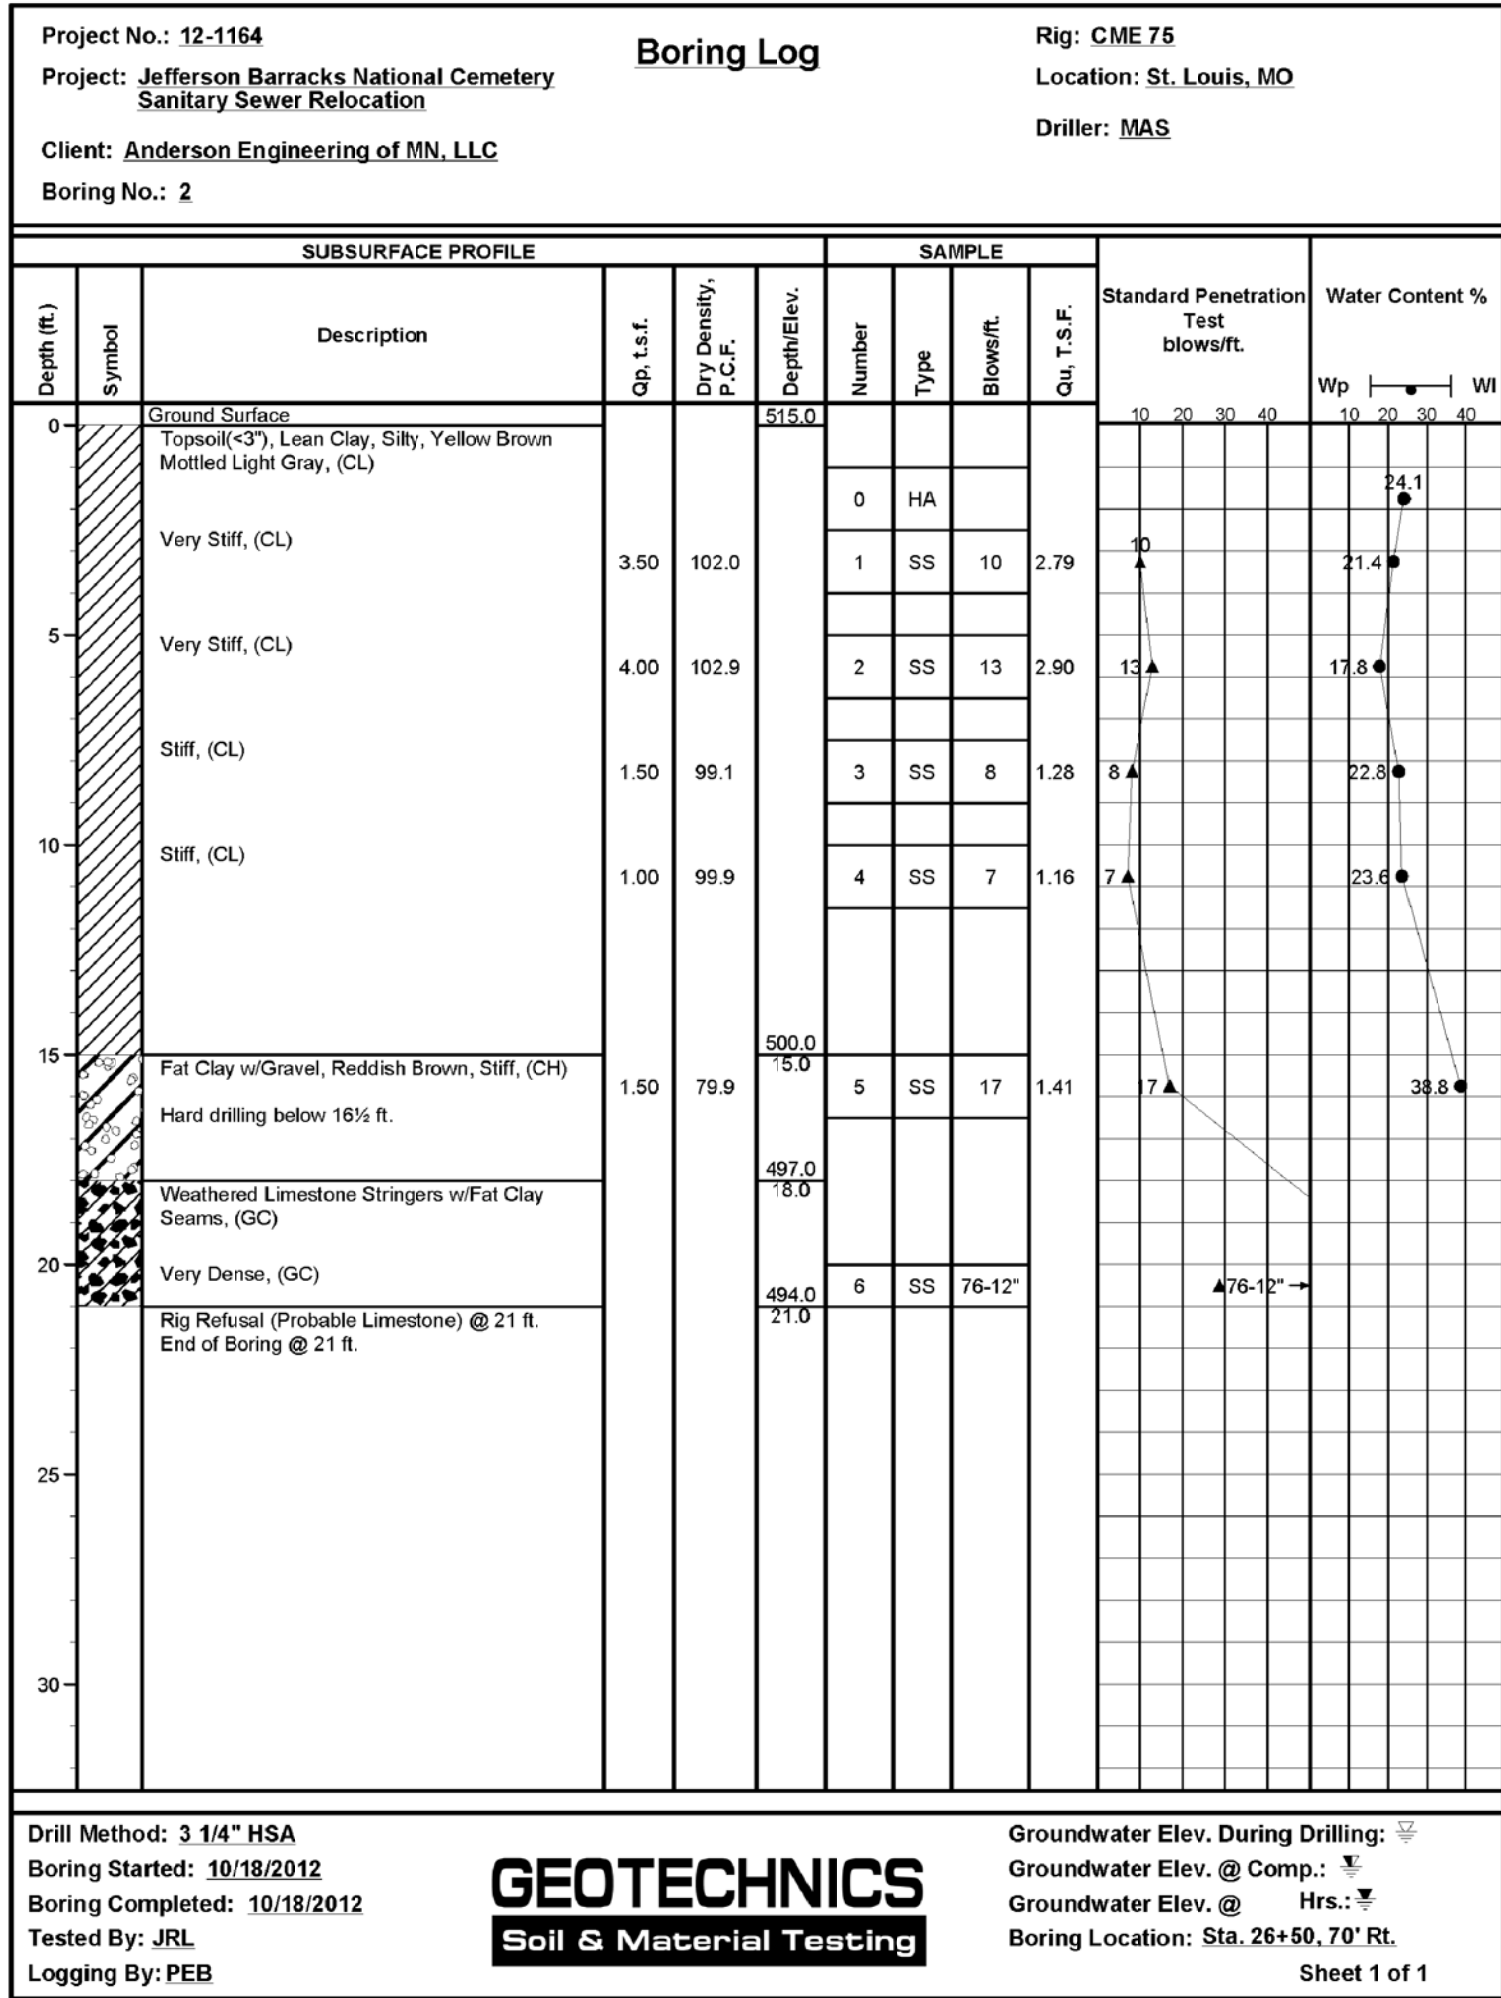 Project No.: 12-1164
Boring Log
Rig: CME 75
Project: Jefferson Barracks National Cemetery
Sanitary Sewer Relocation
Location: St. Louis, MO
Driller: MAS
Client: Anderson Engineering of MN, LLC
Boring No.: 2
SUBSURFACE PROFILE
SAMPLE
Depth (ft.)
Symbol
Description
Qp, t.s.f.
Dry Density, P.C.F.
Depth/Elev.
Number
Type
Blows/ft.
Qu, T.S.F.
Standard Penetration
Test
blows/ft.
Water Content %
Wp Wl
10 20 30 40
10 20 30 40
0 Ground Surface 515.0
Topsoil(<3"), Lean Clay, Silty, Yellow Brown
Mottled Light Gray, (CL)
0 HA 24.1
Very Stiff, (CL)
3.50 102.0 1 SS 10 2.79 10 21.4
5
Very Stiff, (CL)
4.00 102.9 2 SS 13 2.90 13 17.8
Stiff, (CL)
1.50 99.1 3 SS 8 1.28 8 22.8
10
Stiff, (CL)
1.00 99.9 4 SS 7 1.16 7 23.6
500.0
15
15.0
Fat Clay w/Gravel, Reddish Brown, Stiff, (CH)
1.50 79.9 5 SS 17 1.41 17 38.8
Hard drilling below 16½ ft.
497.0
18.0
Weathered Limestone Stringers w/Fat Clay
Seams, (GC)
20
Very Dense, (GC)
6 SS 76-12" 76-12"
494.0
21.0
Rig Refusal (Probable Limestone) @ 21 ft.
End of Boring @ 21 ft.
25
30
Drill Method: 3 1/4" HSA
Boring Started: 10/18/2012
Boring Completed: 10/18/2012
Tested By: JRL
Logging By: PEB
GEOTECHNICS
Soil & Material Testing
Groundwater Elev. During Drilling:
Groundwater Elev. @ Comp.:
Groundwater Elev. @ Hrs.:
Boring Location: Sta. 26+50, 70' Rt.
Sheet 1 of 1